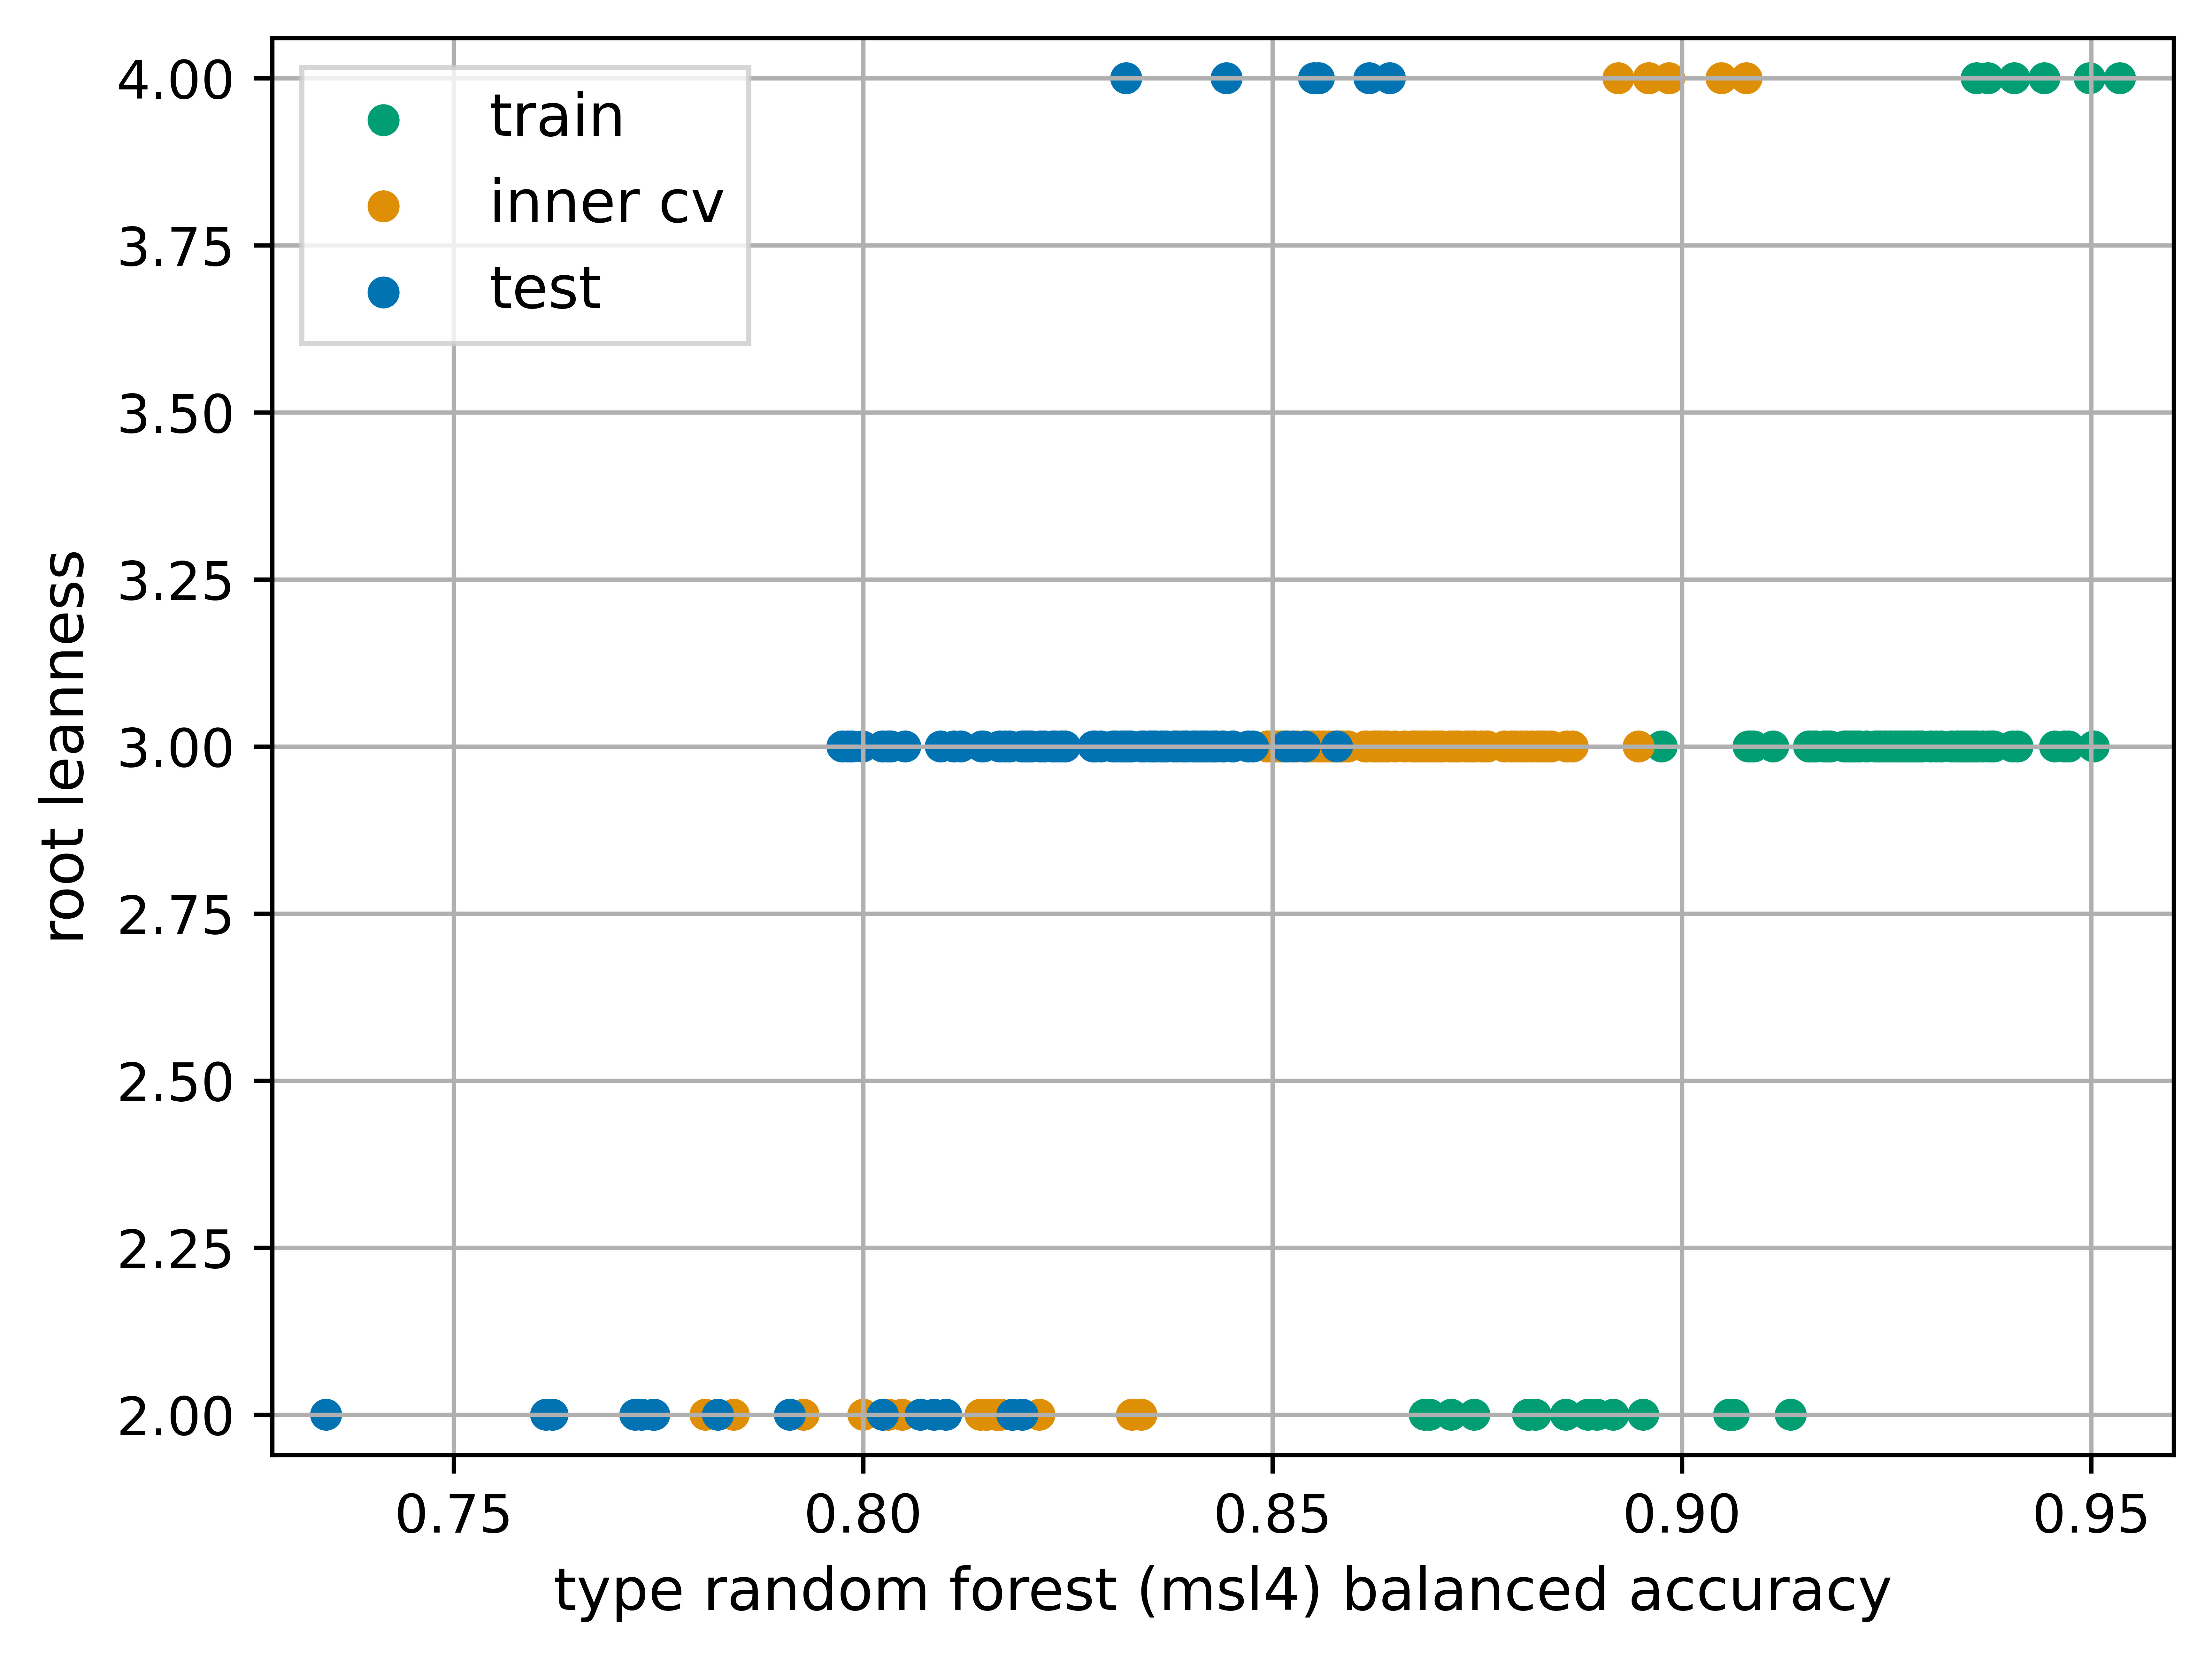 train
inner cv
test
4.00
3.75
3.50
3.25
3.00
2.75
2.50
2.25
2.00
root leanness
0.75 0.80 0.85 0.90 0.95
type random forest (msl4) balanced accuracy